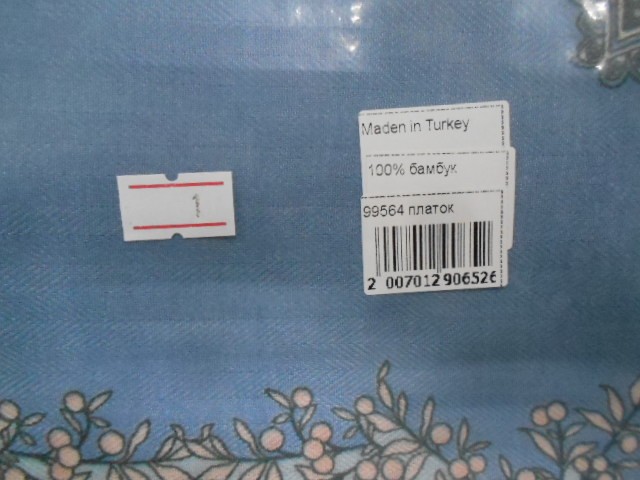 Maden in Turkey
100% бамбук
99564 платок
2 007012 906526